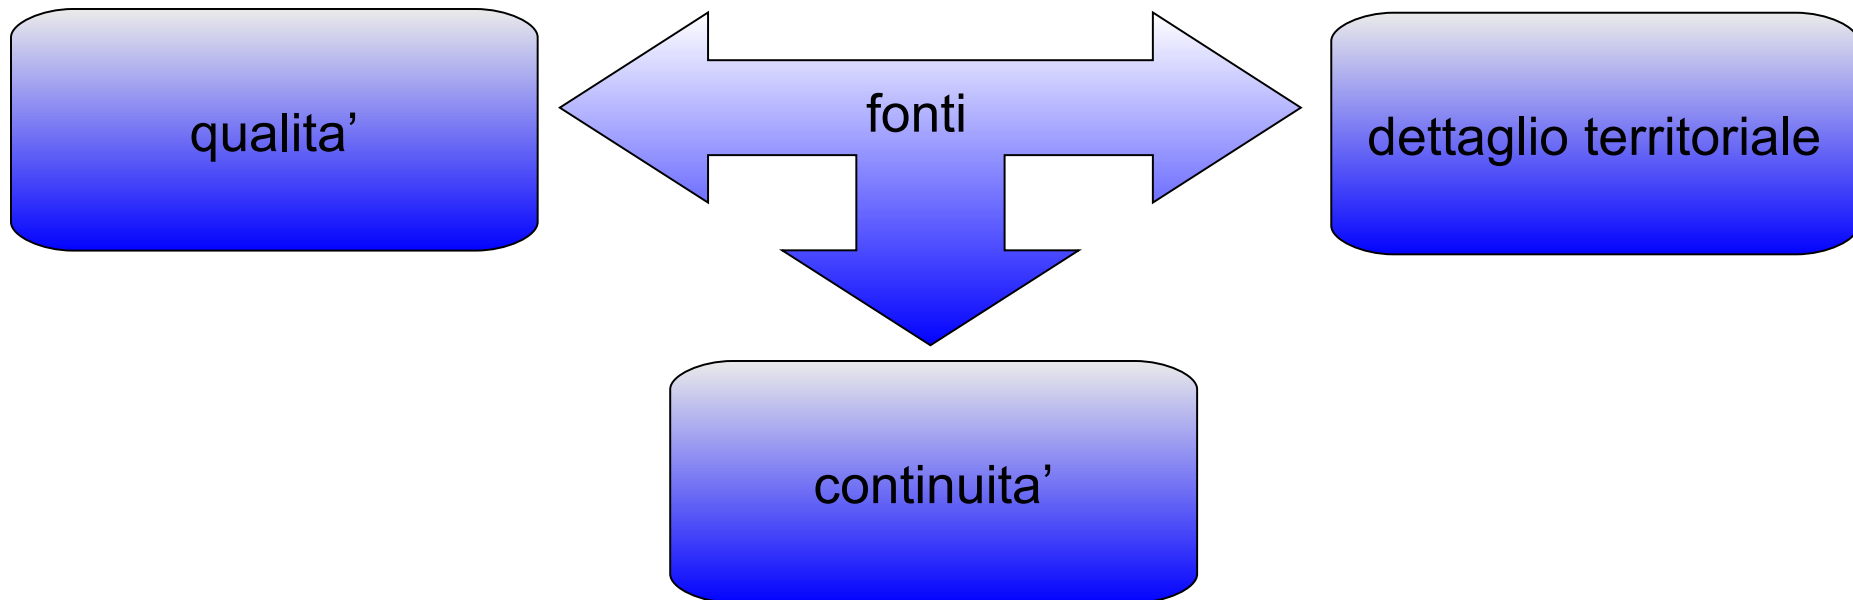 qualita’
fonti
dettaglio territoriale
continuita’